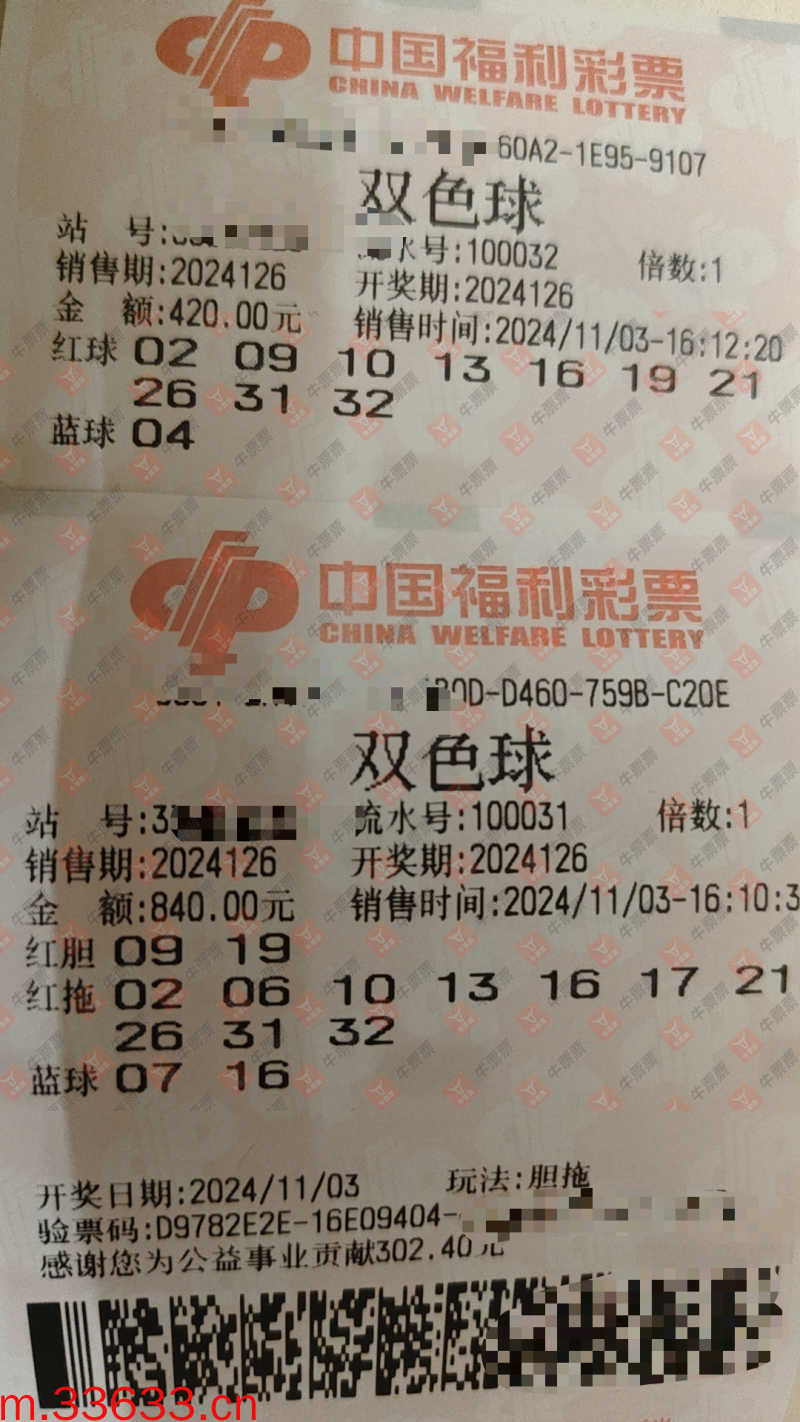 中国福利彩票
CHINA WELFARE LOTTERY
60A2-1E95-9107
双色球
站 号:
水号:100032 倍数:1
销售期:2024126 开奖期:2024126
金 额:420.00元 销售时间:2024/11/03-16:12:20
红球 02 09 10 13 16 19 21
26 31 32
蓝球 04
中国福利彩票
CHINA WELFARE LOTTERY
D-D460-759B-C20E
双色球
站 号:3 流水号:100031 倍数:1
销售期:2024126 开奖期:2024126
金 额:840.00元 销售时间:2024/11/03-16:10:3
红胆 09 19
红拖 02 06 10 13 16 17 21
26 31 32
蓝球 07 16
开奖日期:2024/11/03 玩法:胆拖
验票码:D9782E2E-16E09404-
感谢您为公益事业贡献302.40元
m.33633.cn
牛票票